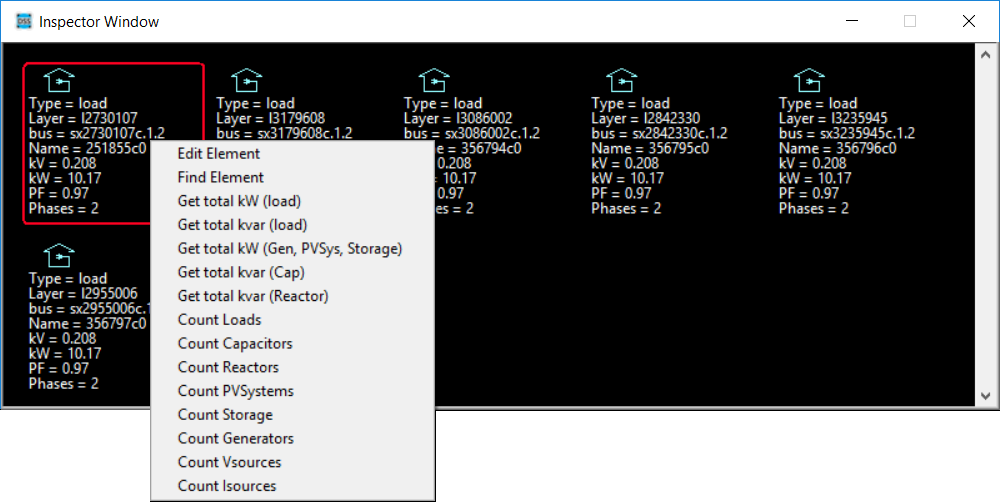 DSS Inspector Window
Type = load
Layer = l2730107
bus = sx2730107c.1.2
Name = 251855c0
kV = 0.208
kW = 10.17
PF = 0.97
Phases = 2
Type = load
Layer = l3179608
bus = sx3179608c.1.2
Type = load
Layer = l3086002
bus = sx3086002c.1.2
= 356794c0
0.208
= 10.17
0.97
= 2
Type = load
Layer = l2842330
bus = sx2842330c.1.2
Name = 356795c0
kV = 0.208
kW = 10.17
PF = 0.97
Phases = 2
Type = load
Layer = l3235945
bus = sx3235945c.1.2
Name = 356796c0
kV = 0.208
kW = 10.17
PF = 0.97
Phases = 2
Type = load
Layer = l2955006
bus = sx2955006c.1
Name = 356797c0
kV = 0.208
kW = 10.17
PF = 0.97
Phases = 2
Edit Element
Find Element
Get total kW (load)
Get total kvar (load)
Get total kW (Gen, PVSys, Storage)
Get total kvar (Cap)
Get total kvar (Reactor)
Count Loads
Count Capacitors
Count Reactors
Count PVSystems
Count Storage
Count Generators
Count Vsources
Count Isources